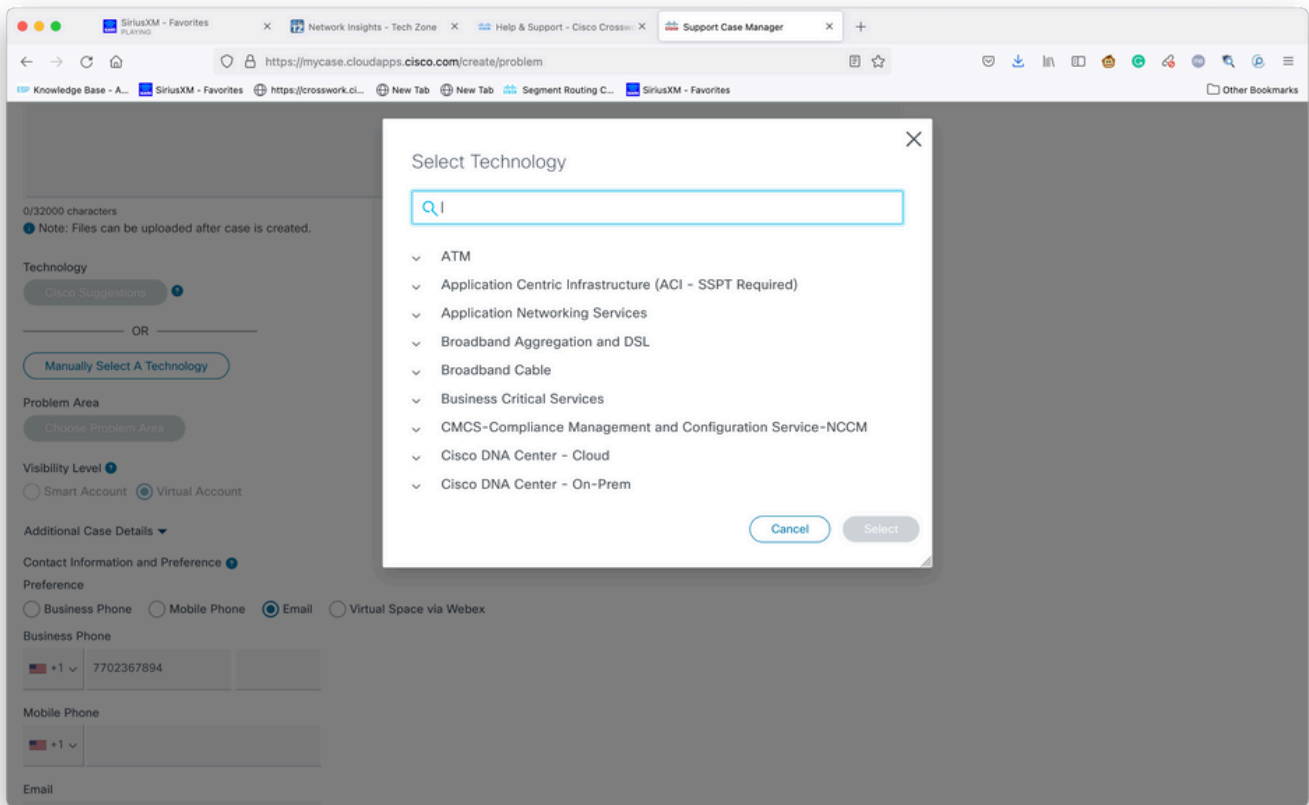 SiriusXM - Favorites
PLAYING
Network Insights - Tech Zone
Help & Support - Cisco Crossw
Support Case Manager
https://mycase.cloudapps.cisco.com/create/problem
Knowledge Base - A...
SiriusXM - Favorites
https://crosswork.ci...
New Tab
New Tab
Segment Routing C...
SiriusXM - Favorites
Other Bookmarks
Select Technology
0/32000 characters
Note: Files can be uploaded after case is created.
Technology
Cisco Suggestions
OR
Manually Select A Technology
Problem Area
Choose Problem Area
Visibility Level
Smart Account
Virtual Account
Additional Case Details
Contact Information and Preference
Preference
Business Phone
Mobile Phone
Email
Virtual Space via Webex
Business Phone
+1
7702367894
Mobile Phone
+1
Email
ATM
Application Centric Infrastructure (ACI - SSPT Required)
Application Networking Services
Broadband Aggregation and DSL
Broadband Cable
Business Critical Services
CMCS-Compliance Management and Configuration Service-NCCM
Cisco DNA Center - Cloud
Cisco DNA Center - On-Prem
Cancel
Select